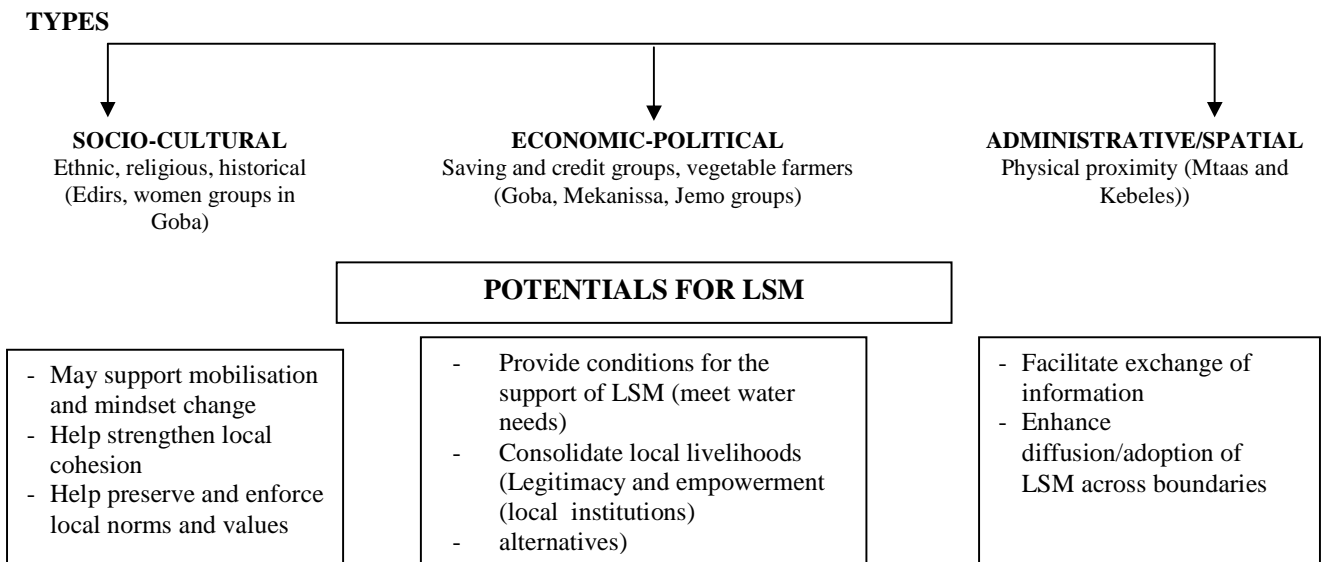 TYPES
SOCIO-CULTURAL
Ethnic, religious, historical
(Edirs, women groups in
Goba)
ECONOMIC-POLITICAL
Saving and credit groups, vegetable farmers
(Goba, Mekanissa, Jemo groups)
ADMINISTRATIVE/SPATIAL
Physical proximity (Mtaas and
Kebeles))
POTENTIALS FOR LSM
- May support mobilisation
and mindset change
- Help strengthen local
cohesion
- Help preserve and enforce
local norms and values
- Provide conditions for the
support of LSM (meet water
needs)
- Consolidate local livelihoods
(Legitimacy and empowerment
(local institutions)
- alternatives)
- Facilitate exchange of
information
- Enhance
diffusion/adoption of
LSM across boundaries